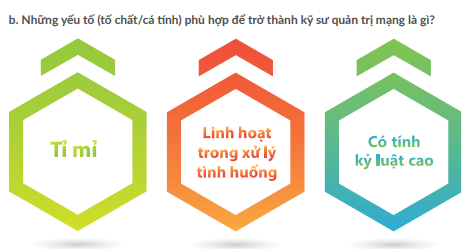 b. Những yếu tố (tố chất/cá tính) phù hợp để trở thành kỹ sư quản trị mạng là gì?
Tỉ mỉ
Linh hoạt
trong xử lý
tình huống
Có tính
kỷ luật cao